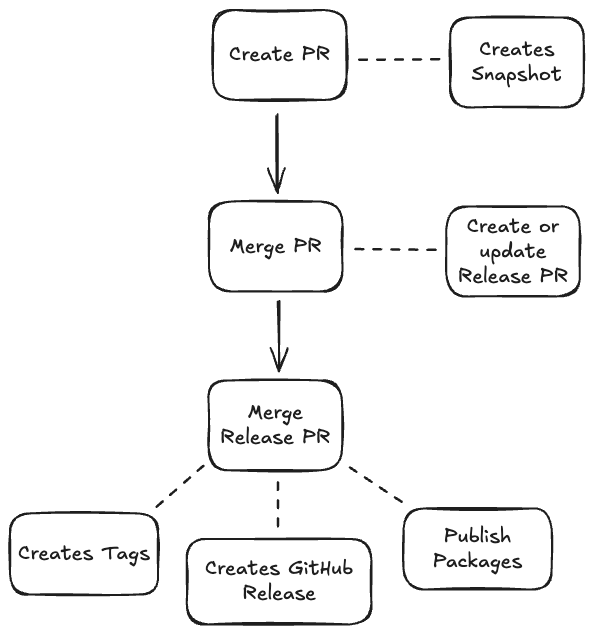 Create PR
Creates
Snapshot
Merge PR
Create or
update
Release PR
Merge
Release PR
Creates Tags
Creates GitHub
Release
Publish
Packages